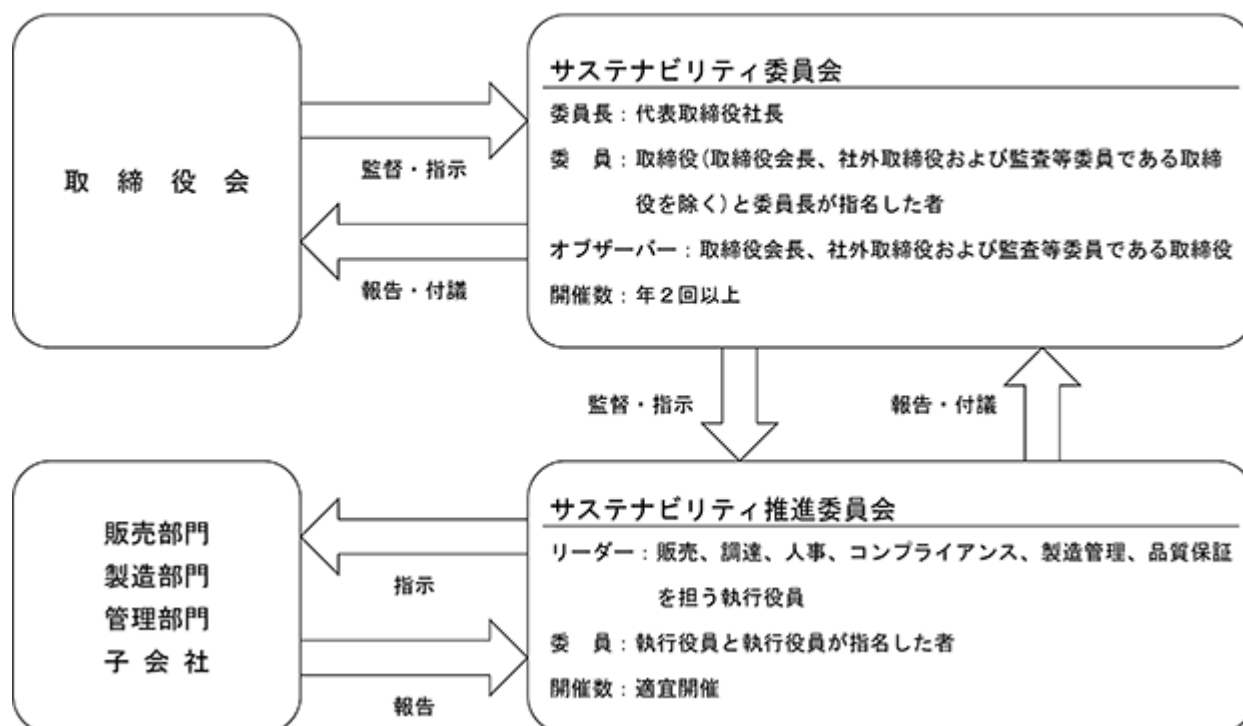 取締役会
監督・指示
報告・付議
サステナビリティ委員会
委員長：代表取締役社長
委　員：取締役(取締役会長、社外取締役および監査等委員である取締
役を除く)と委員長が指名した者
オブザーバー：取締役会長、社外取締役および監査等委員である取締役
開催数：年２回以上
監督・指示
報告・付議
販売部門
製造部門
管理部門
子会社
指示
報告
サステナビリティ推進委員会
リーダー：販売、調達、人事、コンプライアンス、製造管理、品質保証
を担う執行役員
委　員：執行役員と執行役員が指名した者
開催数：適宜開催